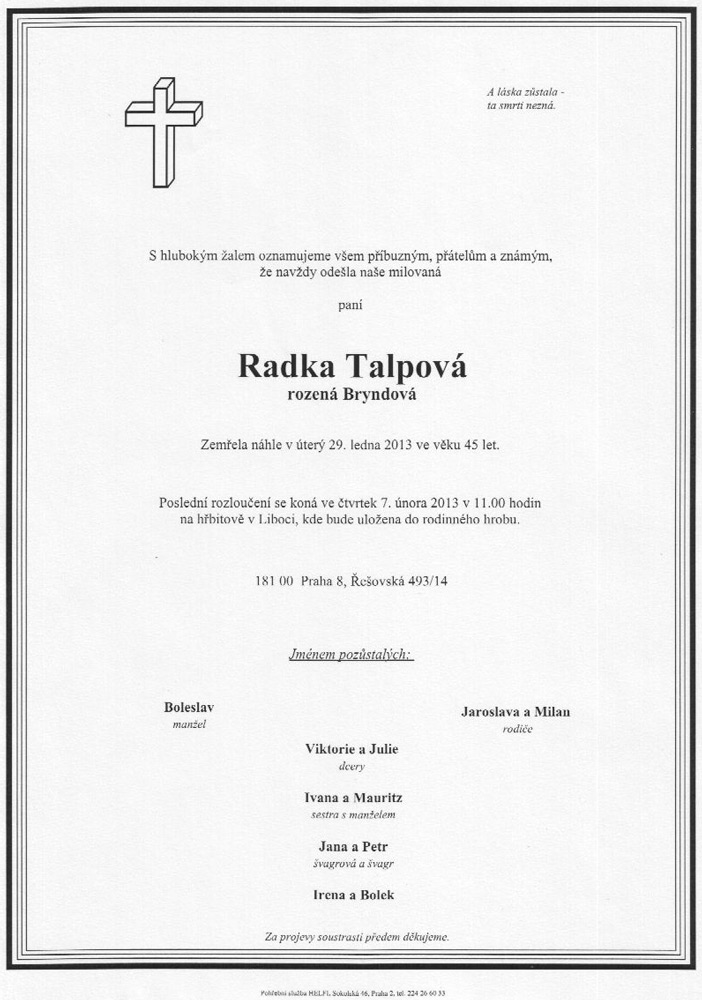 A láska zůstala -
ta smrti nezná.
S hlubokým žalem oznamujeme všem příbuzným, přátelům a známým,
že navždy odešla naše milovaná
paní
Radka Talpová
rozená Bryndová
Zemřela náhle v úterý 29. ledna 2013 ve věku 45 let.
Poslední rozloučení se koná ve čtvrtek 7. února 2013 v 11.00 hodin
na hřbitově v Liboci, kde bude uložena do rodinného hrobu.
181 00 Praha 8, Řešovská 493/14
Jménem pozůstalých:
Boleslav
manžel
Jaroslava a Milan
rodiče
Viktorie a Julie
dcery
Ivana a Mauritz
sestra s manželem
Jana a Petr
švagrová a švagr
Irena a Bolek
Za projevy soustrasti předem děkujeme.
Pohřební služba HELFI, Sokolská 46, Praha 2, tel. 224 26 60 33